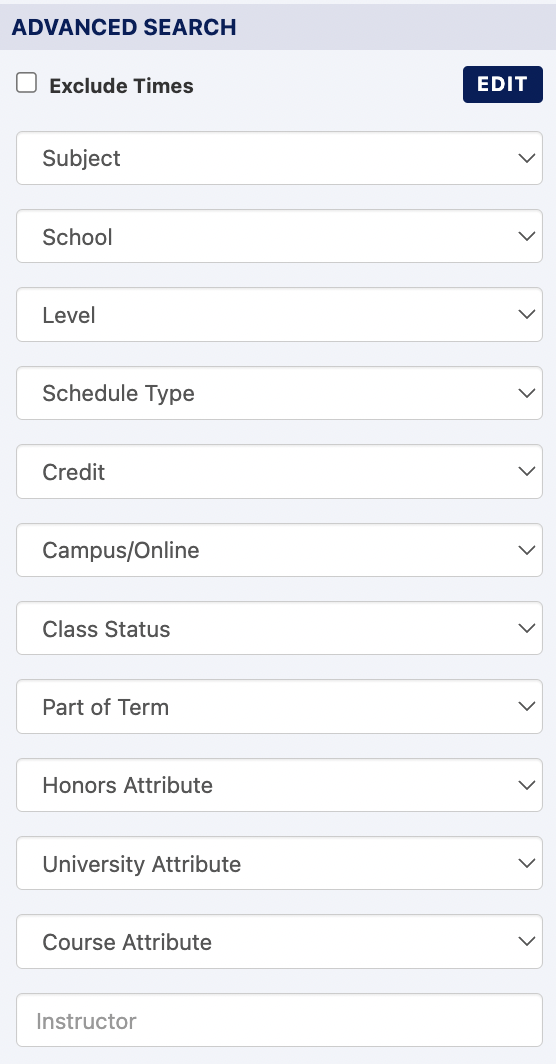 ADVANCED SEARCH
Exclude Times EDIT
Subject
School
Level
Schedule Type
Credit
Campus/Online
Class Status
Part of Term
Honors Attribute
University Attribute
Course Attribute
Instructor